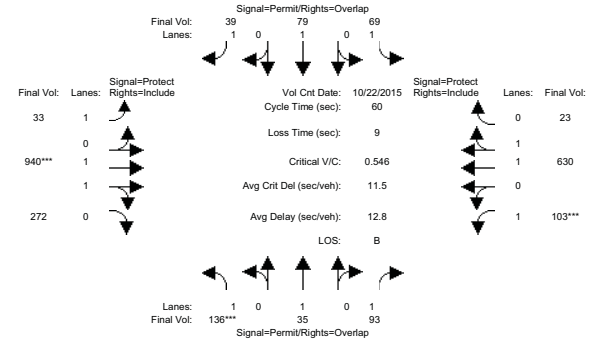 Signal=Permit/Rights=Overlap
Final Vol: 39 79 69
Lanes: 1 0 1 0 1
Signal=Protect Signal=Protect
Final Vol: Lanes: Rights=Include Vol Cnt Date: 10/22/2015 Rights=Include Lanes: Final Vol:
Cycle Time (sec): 60
33 1 0 23
Loss Time (sec): 9
0 1
940*** 1 Critical V/C: 0.546 1 630
1 Avg Crit Del (sec/veh): 11.5 0
272 0 Avg Delay (sec/veh): 12.8 1 103***
LOS: B
Lanes: 1 0 1 0 1
Final Vol: 136*** 35 93
Signal=Permit/Rights=Overlap